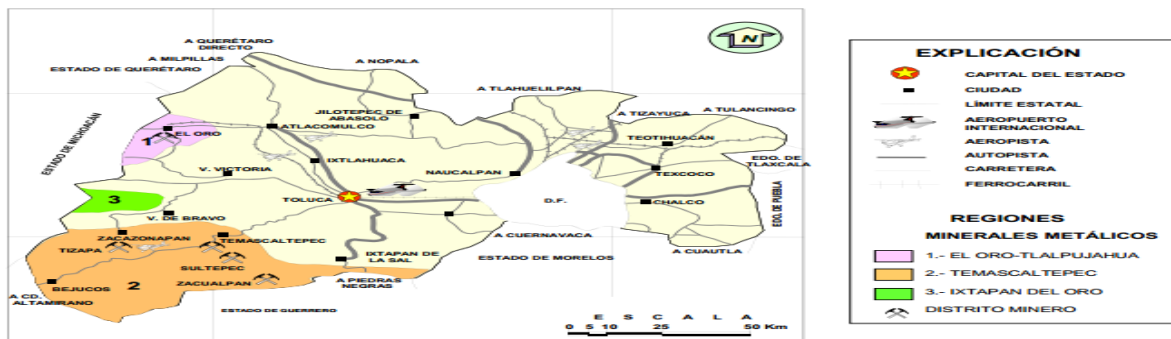 A QUERÉTARO
DIRECTO
A MILPILLAS
ESTADO DE QUERÉTARO
A NOPALA
N
A TLAHUELILPAN
A TIZAYUCA
A TULANCINGO
JILOTEPEC DE
ABASOLO
ESTADO DE MICHOACÁN
EL ORO
1
ATLACOMULCO
TEOTIHUACÁN
EDO. DE
TLAXCALA
IXTLAHUACA
V. VICTORIA
NAUCALPAN
TEXCOCO
3
TOLUCA
D.F.
CHALCO
EDO. DE PUEBLA
V. DE BRAVO
ZACAZONAPAN
TEMASCALTEPEC
A CUERNAVACA
A CUAUTLA
TIZAPA
IXTAPAN DE
LA SAL
ESTADO DE MORELOS
SULTEPEC
A PIEDRAS
NEGRAS
ZACUALPAN
BEJUCOS
2
A CD.
ALTAMIRANO
ESTADO DE GUERRERO
E S C A L A
0 5 10 25 50 Km
EXPLICACIÓN
CAPITAL DEL ESTADO
CIUDAD
LÍMITE ESTATAL
AEROPUERTO
INTERNACIONAL
AEROPISTA
AUTOPISTA
CARRETERA
FERROCARRIL
REGIONES
MINERALES METÁLICOS
1.- EL ORO-TLALPUJAHUA
2.- TEMASCALTEPEC
3.- IXTAPAN DEL ORO
DISTRITO MINERO